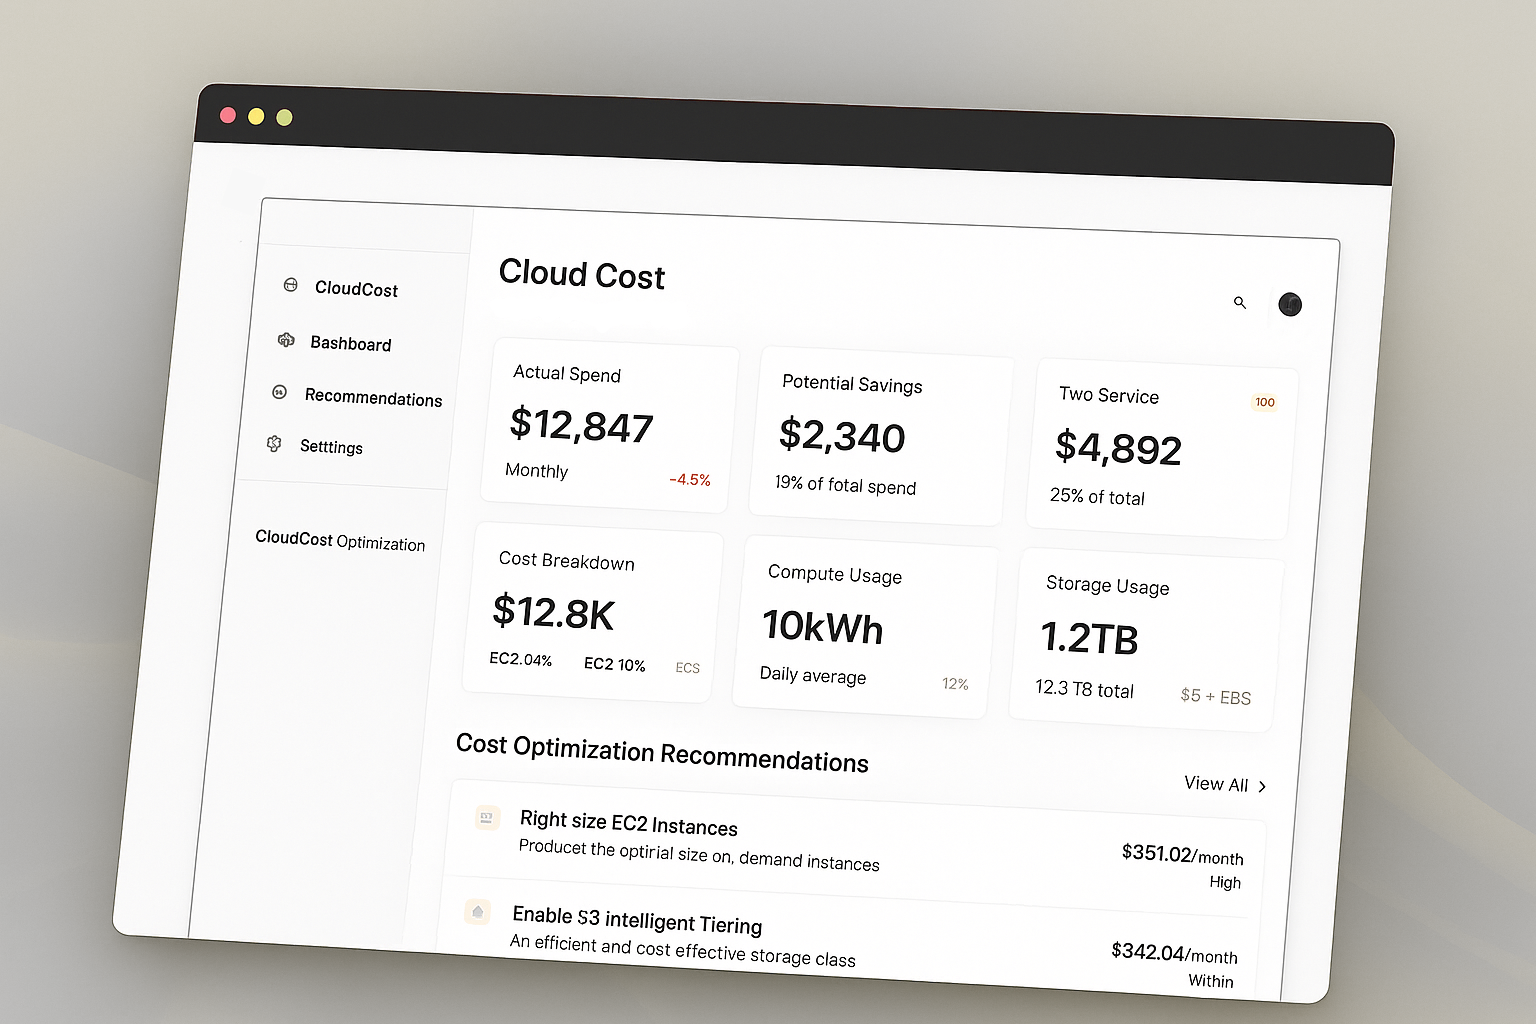 CloudCost
Bashboard
Recommendations
Setttings
CloudCost Optimization
Cloud Cost
Actual Spend
$12,847
Monthly
-4.5%
Potential Savings
$2,340
19% of fotal spend
Two Service
100
$4,892
25% of total
Cost Breakdown
$12.8K
EC2.04%
EC2 10%
ECS
Compute Usage
10kWh
Daily average
12%
Storage Usage
1.2TB
12.3 T8 total
$5 + EBS
Cost Optimization Recommendations
View All
Right size EC2 Instances
Producet the optirial size on, demand instances
$351.02/month
High
Enable S3 intelligent Tiering
An efficient and cost effective storage class
$342.04/month
Within